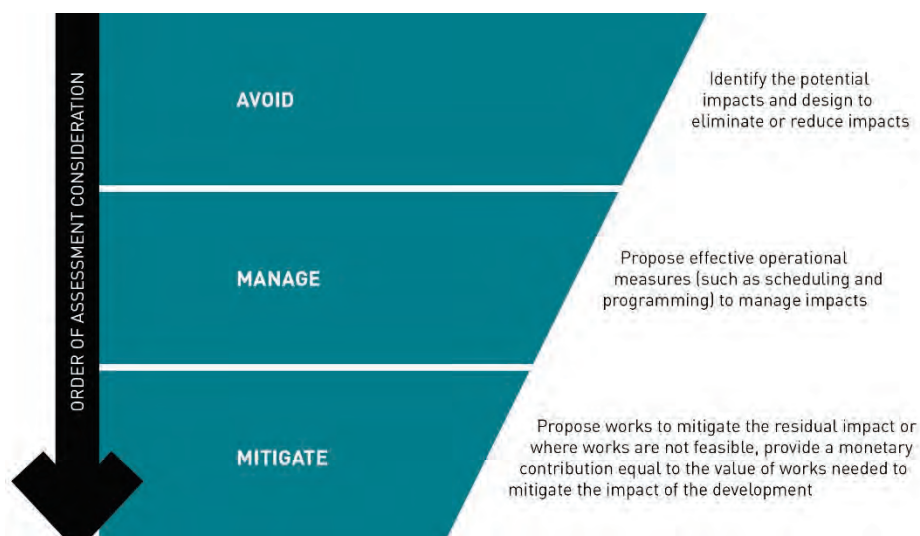 ORDER OF ASSESSMENT CONSIDERATION
AVOID
Identify the potential
impacts and design to
eliminate or reduce impacts
MANAGE
Propose effective operational
measures (such as scheduling and
programming) to manage impacts
MITIGATE
Propose works to mitigate the residual impact or
where works are not feasible, provide a monetary
contribution equal to the value of works needed to
mitigate the impact of the development